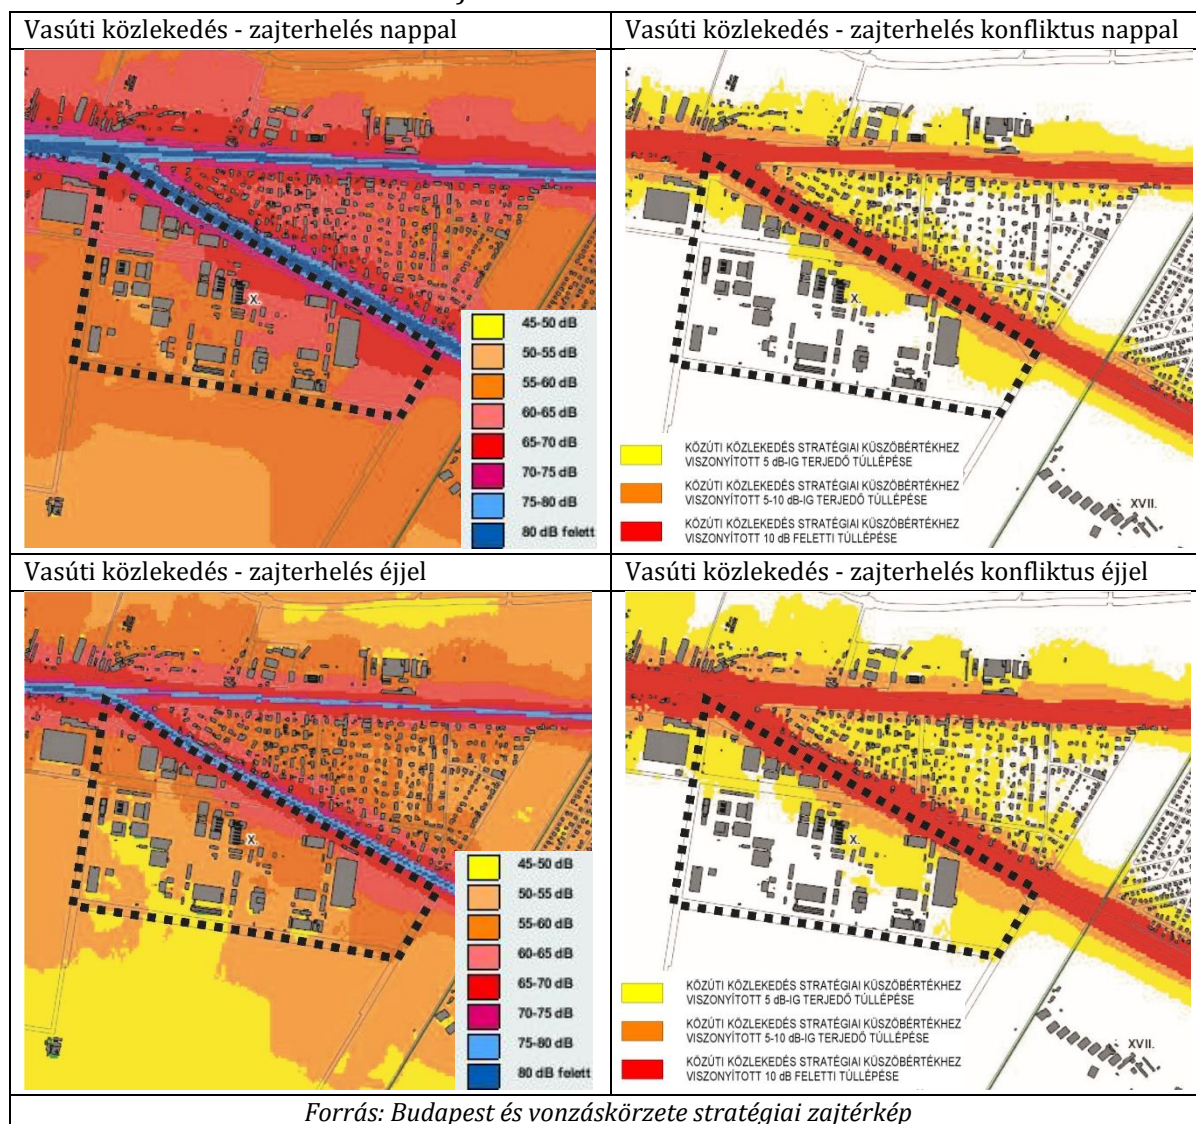 Vasúti közlekedés - zajterhelés nappal
Vasúti közlekedés - zajterhelés konfliktus nappal
X.
45-50 dB
50-55 dB
55-60 dB
60-65 dB
65-70 dB
70-75 dB
75-80 dB
80 dB felett
X.
XVII.
KÖZÚTI KÖZLEKEDÉS STRATÉGIAI KÜSZÖBÉRTÉKHEZ
VISZONYÍTOTT 5 dB-IG TERJEDŐ TÚLLÉPÉSE
KÖZÚTI KÖZLEKEDÉS STRATÉGIAI KÜSZÖBÉRTÉKHEZ
VISZONYÍTOTT 5-10 dB-IG TERJEDŐ TÚLLÉPÉSE
KÖZÚTI KÖZLEKEDÉS STRATÉGIAI KÜSZÖBÉRTÉKHEZ
VISZONYÍTOTT 10 dB FELETTI TÚLLÉPÉSE
Vasúti közlekedés - zajterhelés éjjel
Vasúti közlekedés - zajterhelés konfliktus éjjel
X.
45-50 dB
50-55 dB
55-60 dB
60-65 dB
65-70 dB
70-75 dB
75-80 dB
80 dB felett
X.
XVII.
KÖZÚTI KÖZLEKEDÉS STRATÉGIAI KÜSZÖBÉRTÉKHEZ
VISZONYÍTOTT 5 dB-IG TERJEDŐ TÚLLÉPÉSE
KÖZÚTI KÖZLEKEDÉS STRATÉGIAI KÜSZÖBÉRTÉKHEZ
VISZONYÍTOTT 5-10 dB-IG TERJEDŐ TÚLLÉPÉSE
KÖZÚTI KÖZLEKEDÉS STRATÉGIAI KÜSZÖBÉRTÉKHEZ
VISZONYÍTOTT 10 dB FELETTI TÚLLÉPÉSE
Forrás: Budapest és vonzáskörzete stratégiai zajtérkép